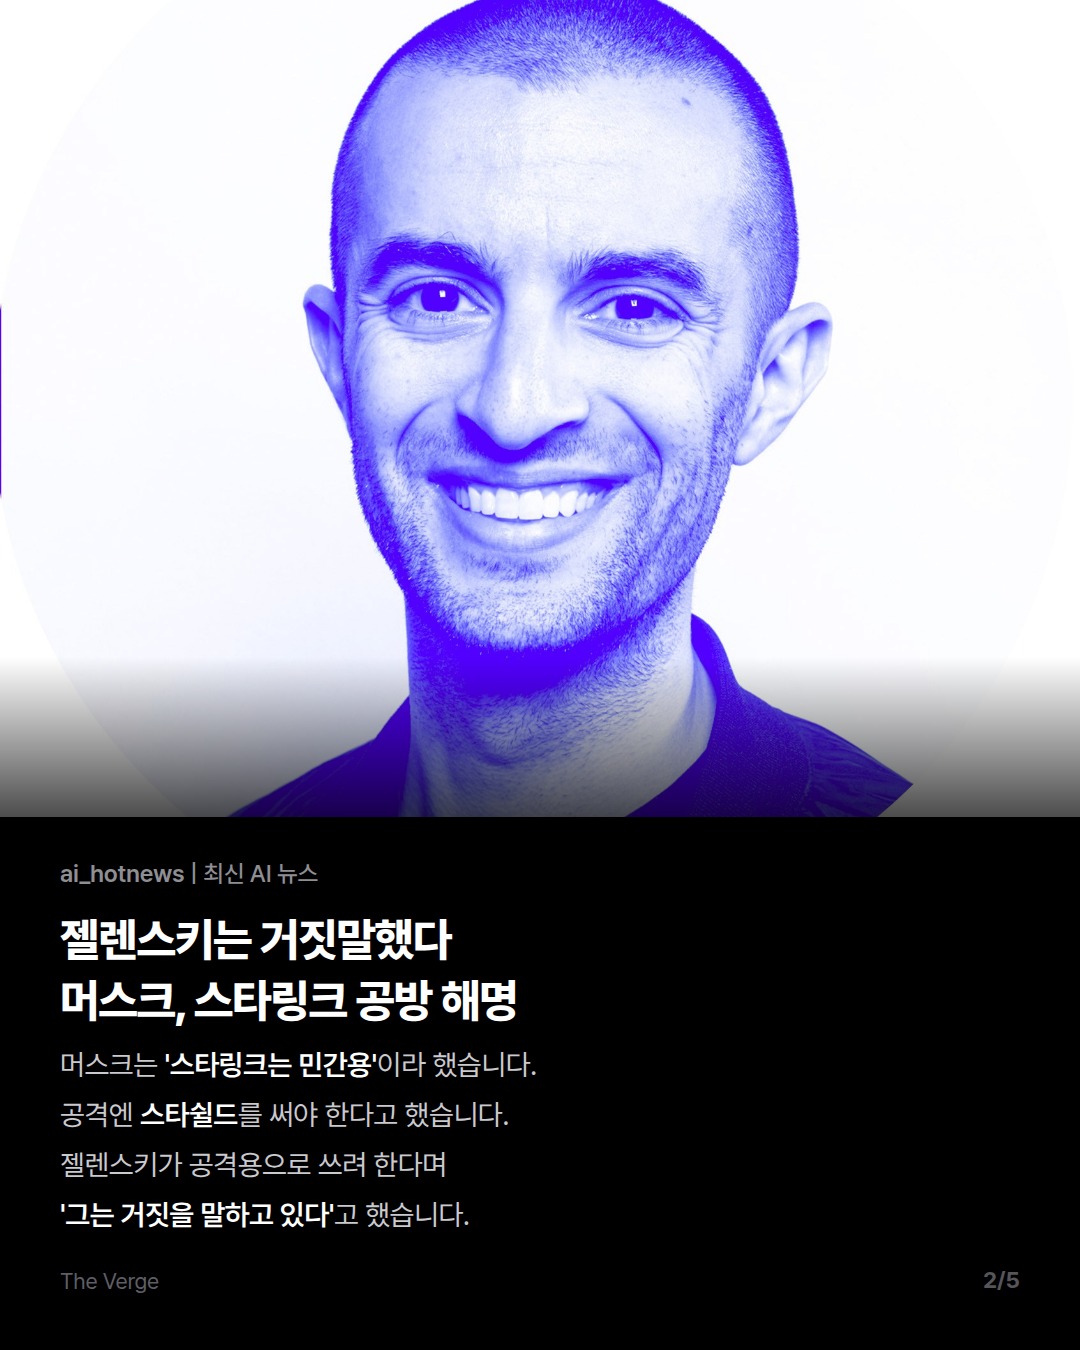 ai_hotnews | 최신 AI 뉴스
젤렌스키는 거짓말했다
머스크, 스타링크 공방 해명
머스크는 '스타링크는 민간용'이라 했습니다.
공격엔 스타쉴드를 써야 한다고 했습니다.
젤렌스키가 공격용으로 쓰려 한다며
'그는 거짓을 말하고 있다'고 했습니다.
The Verge
2/5